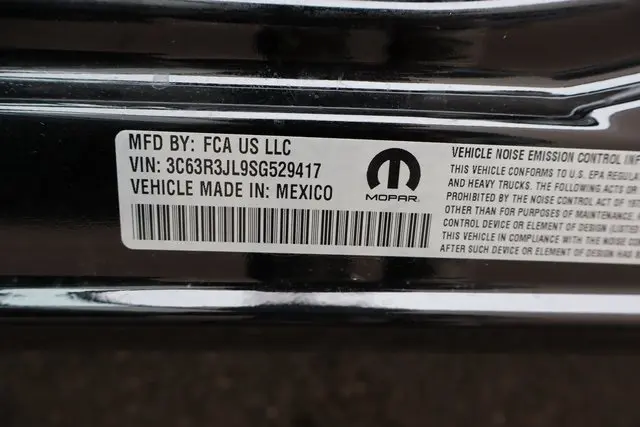 MFD BY: FCA US LLC
VIN: 3C63R3JL9SG529417
VEHICLE MADE IN: MEXICO
MOPAR
VEHICLE NOISE EMISSION CONTROL
THIS VEHICLE CONFORMS TO U.S. EPA
AND HEAVY TRUCKS. THE FOLLOWING ACTS OR
PROHIBITED BY THE NOISE CONTROL ACT OF
OTHER THAN FOR PURPOSES OF MAINTENANCE,
CONTROL DEVICE OR ELEMENT OF DESIGN (LISTED
THIS VEHICLE IN COMPLIANCE WITH THE NOISE
AFTER SUCH DEVICE OR ELEMENT OF DESIGN HAS